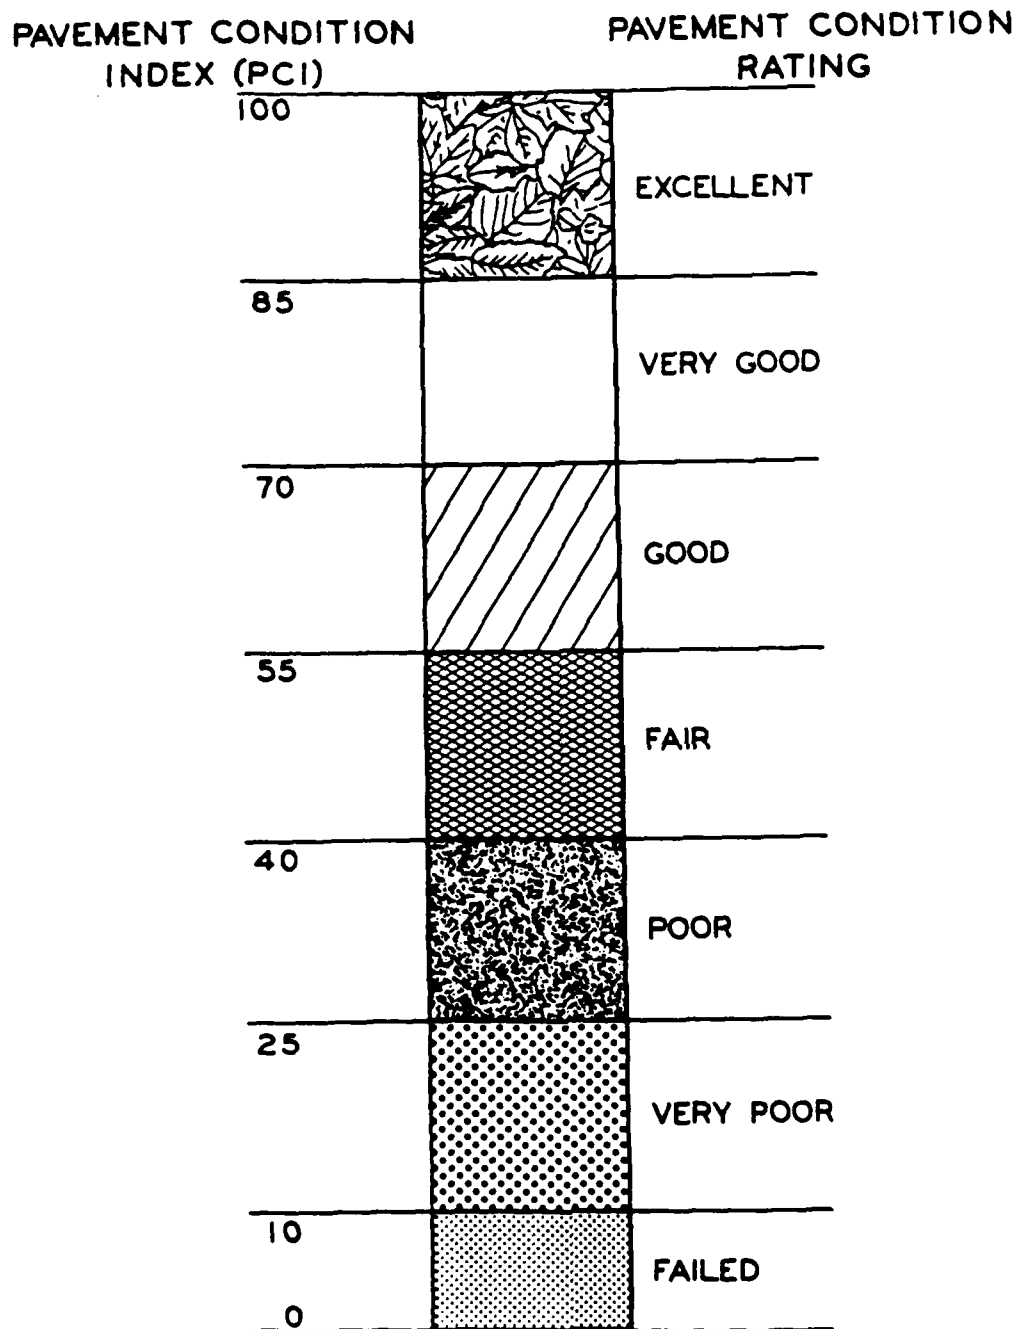 PAVEMENT CONDITION
INDEX (PCI)
PAVEMENT CONDITION
RATING
100
EXCELLENT
85
VERY GOOD
70
GOOD
55
FAIR
40
POOR
25
VERY POOR
10
FAILED
0